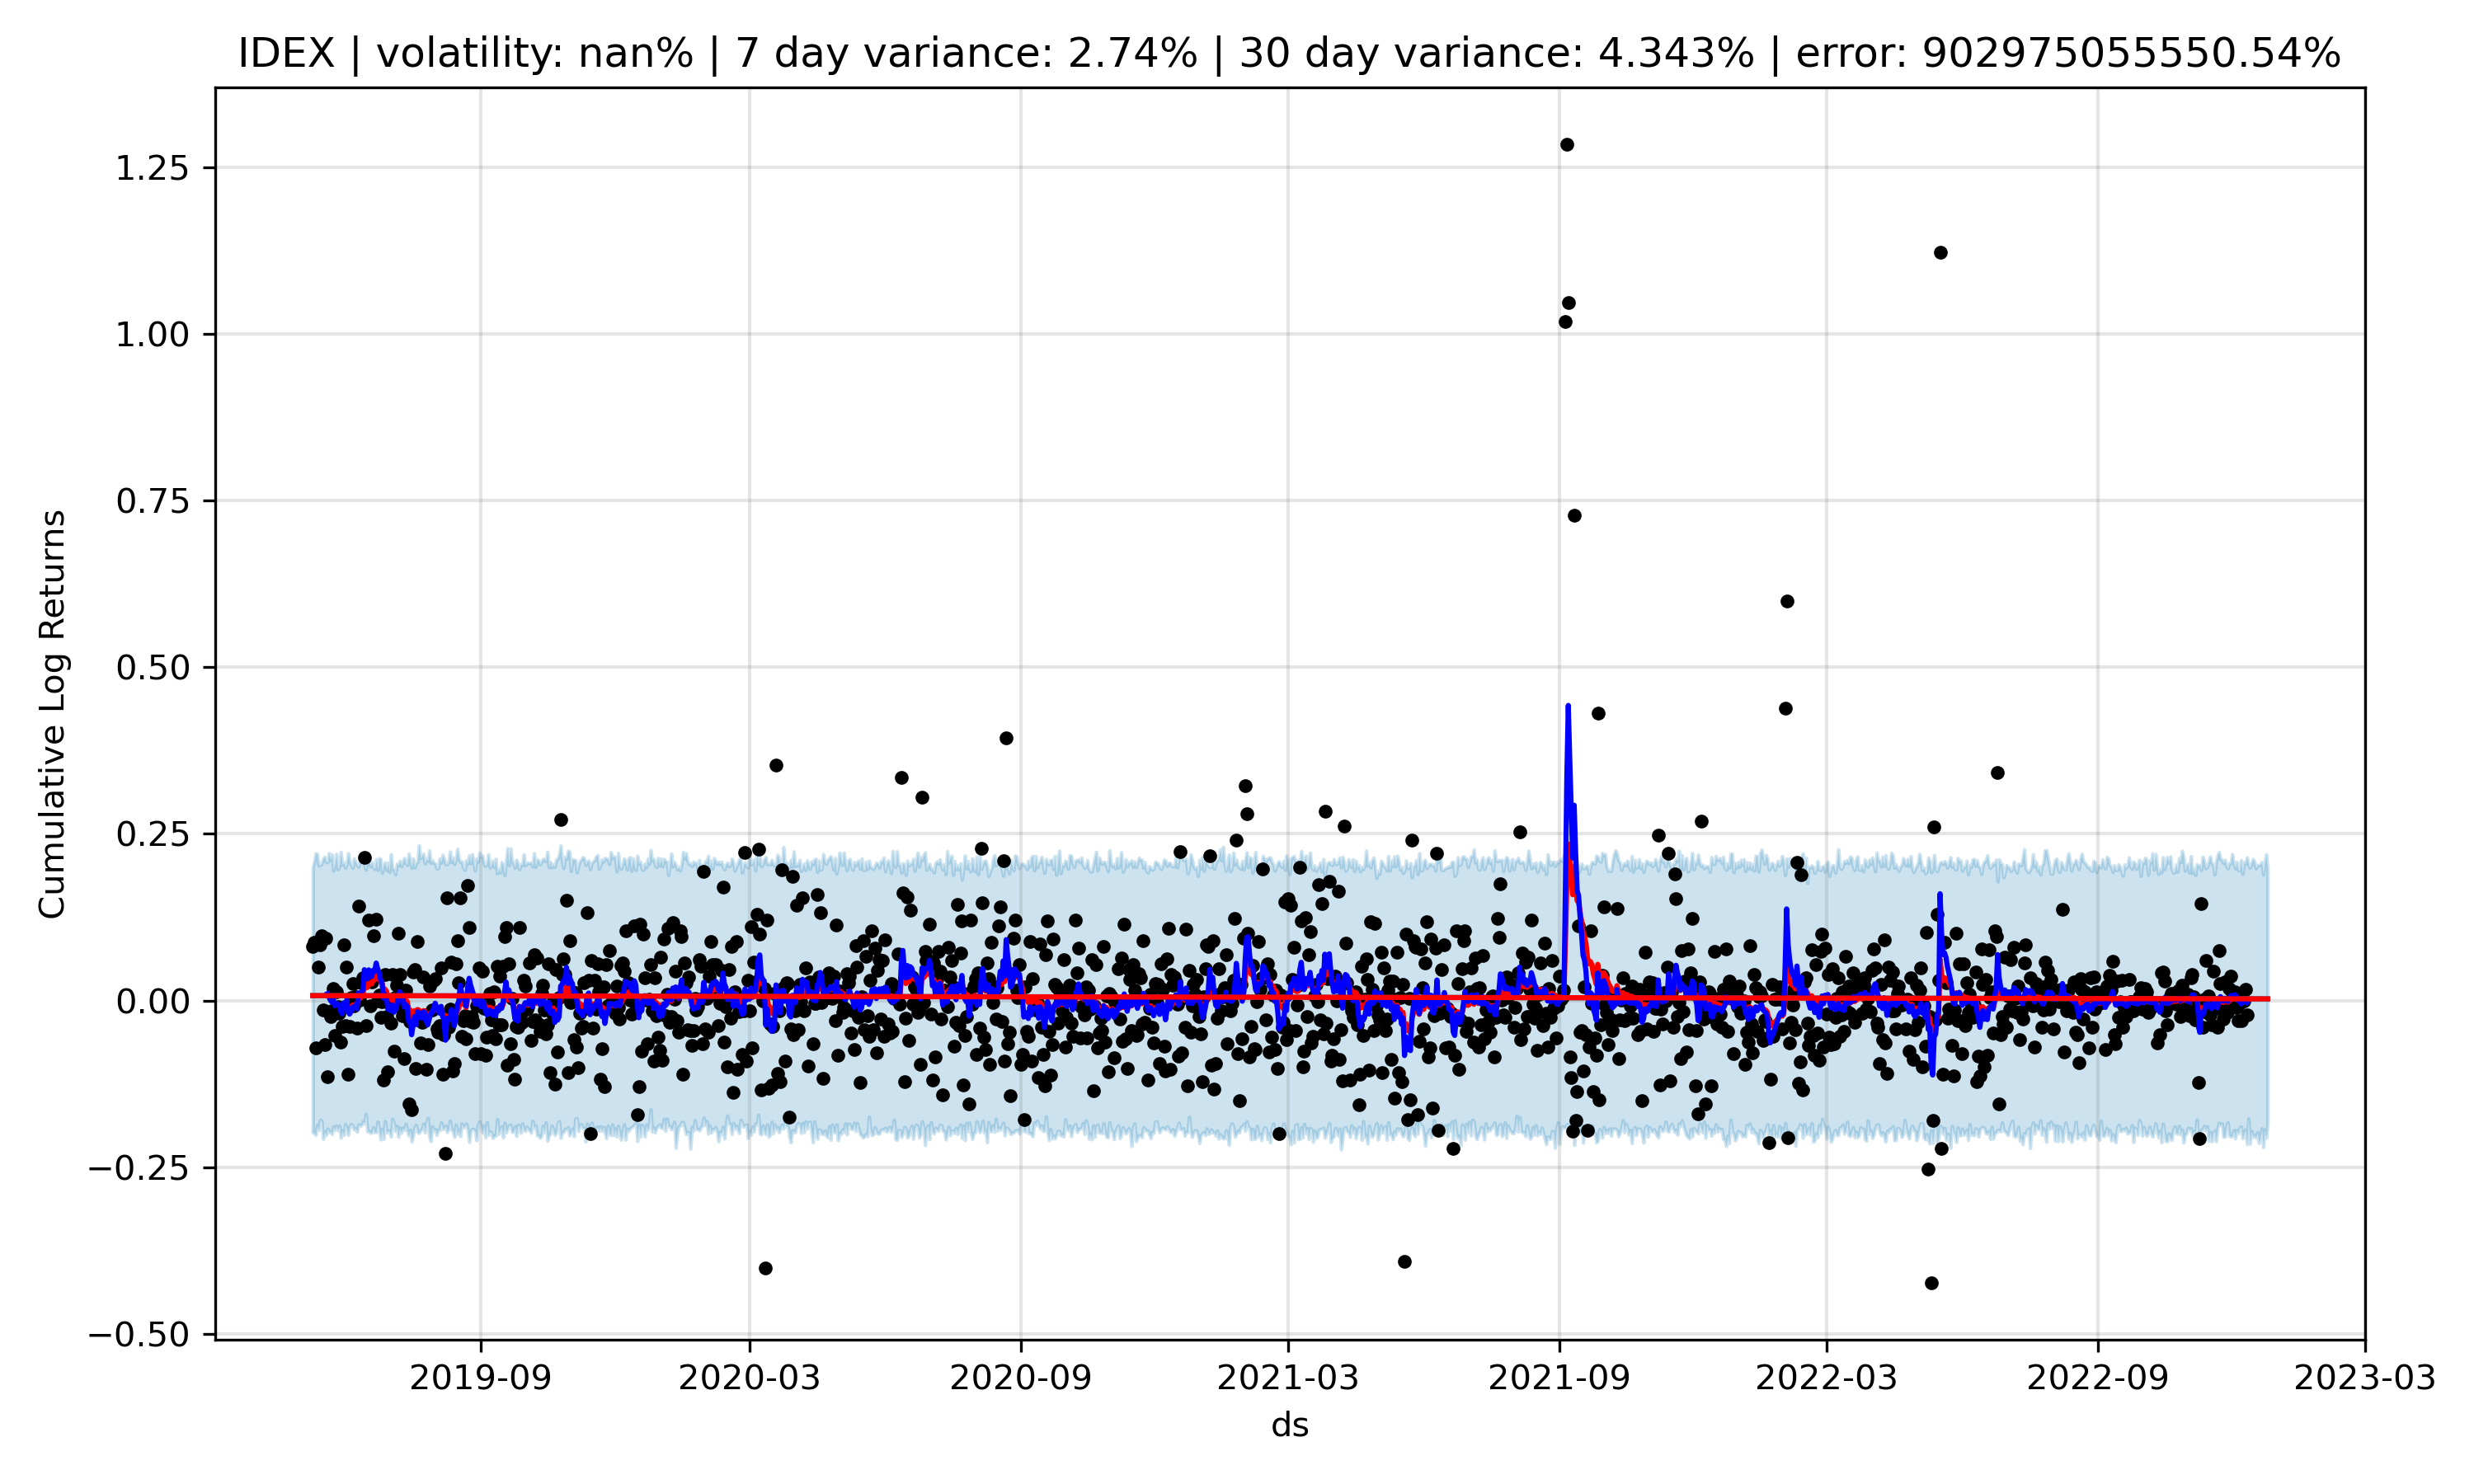 IDEX | volatility: nan% | 7 day variance: 2.74% | 30 day variance: 4.343% | error: 902975055550.54%
1.25
1.00
0.75
0.50
0.25
0.00
−0.25
−0.50
Cumulative Log Returns
2019-09 2020-03 2020-09 2021-03 2021-09 2022-03 2022-09 2023-03
ds